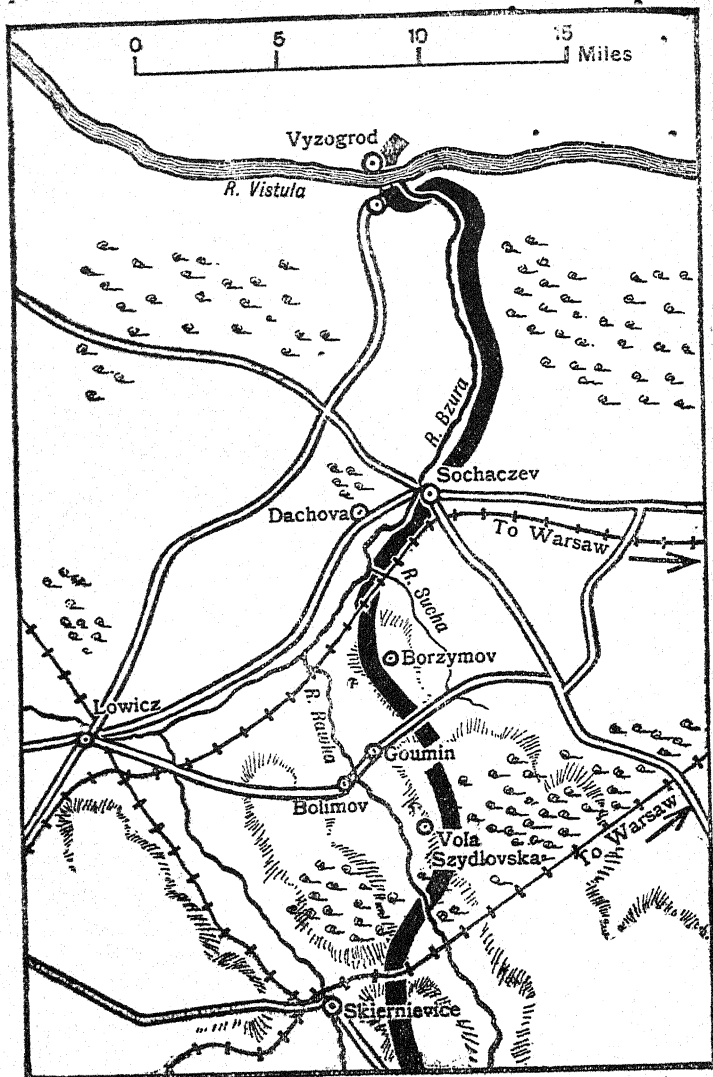 0 5 10 15
Miles
Vyzogrod
R. Vistula
R. Bzura
Sochaczev
Dachova
To Warsaw
R. Sucha
Borzymov
Lowicz
R. Rawka
Goumin
Bolimov
Vola
Szydlovska
To Warsaw
Skiernievice